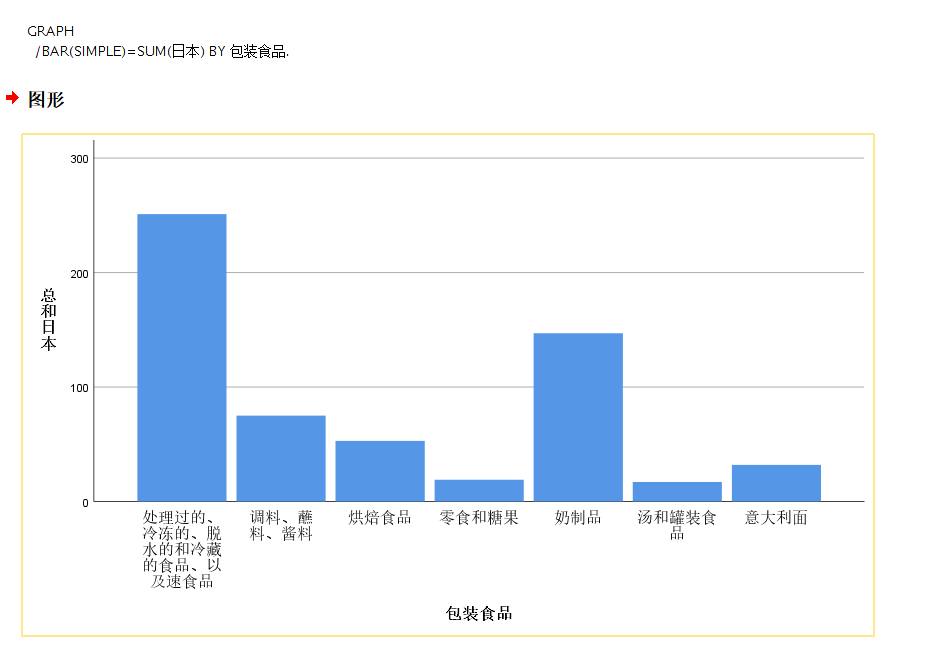 GRAPH
/BAR(SIMPLE)=SUM(日本) BY 包装食品.
图形
300
200
100
0
总和日本
处理过的、
冷冻的、脱
水的和冷藏
的食品、以
及速食品
调料、蘸
料、酱料
烘焙食品
零食和糖果
奶制品
汤和罐装食
品
意大利面
包装食品